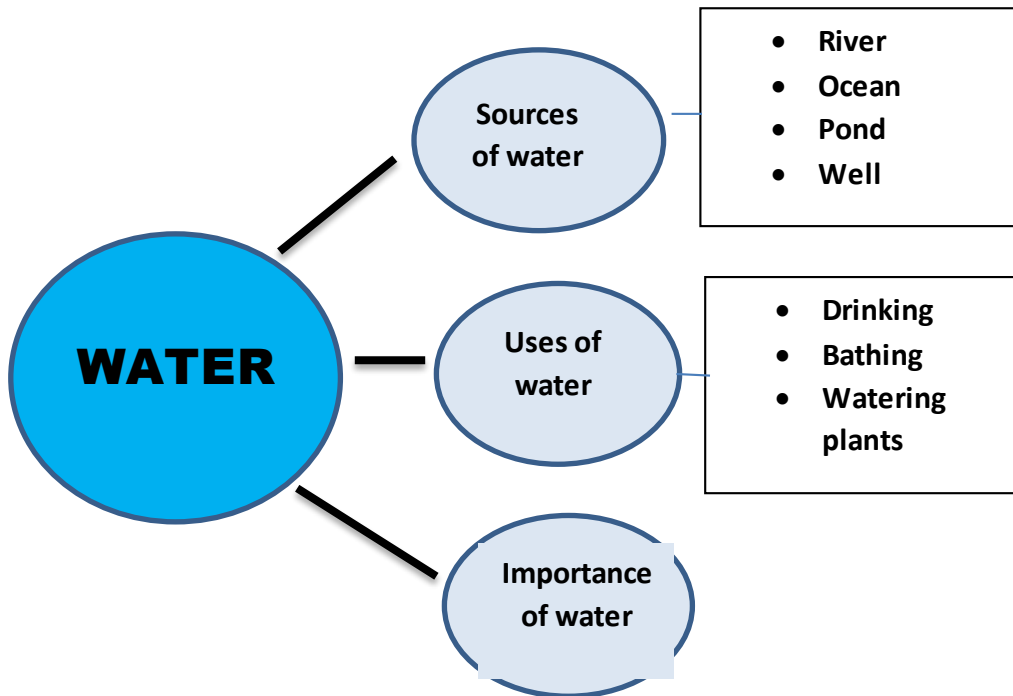 WATER
Sources
of water
• River
• Ocean
• Pond
• Well
Uses of
water
• Drinking
• Bathing
• Watering
plants
Importance
of water